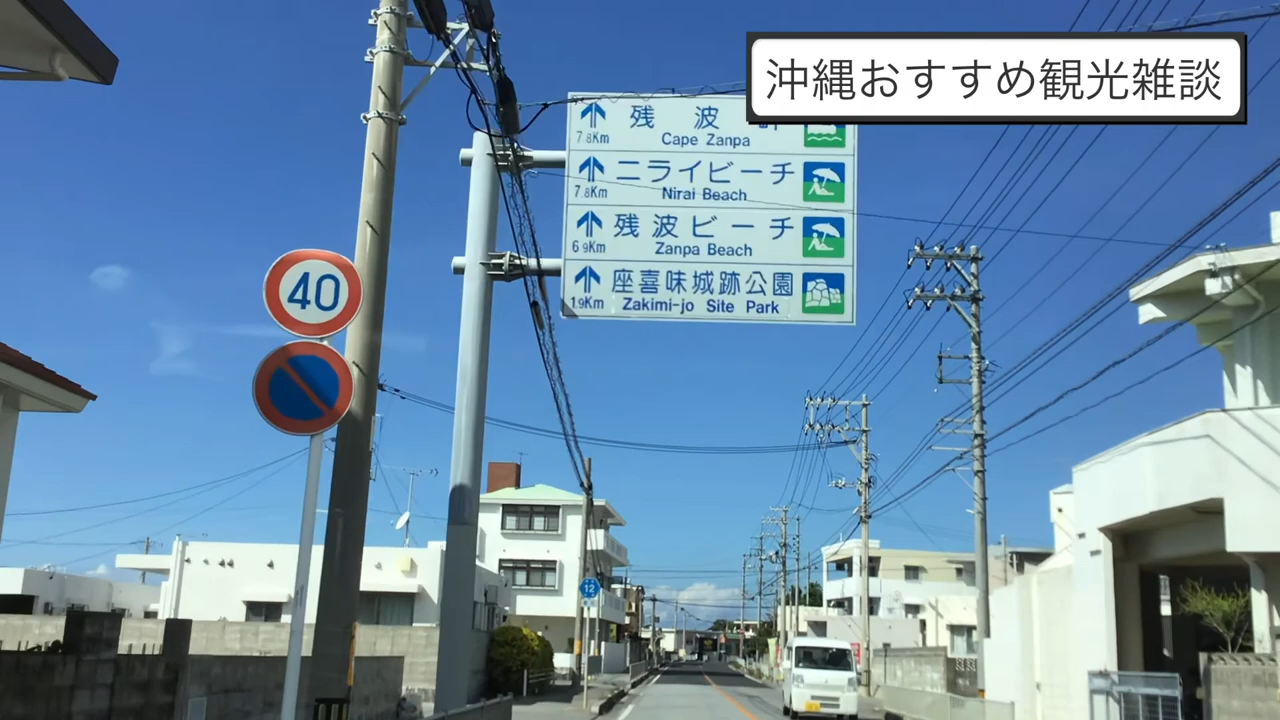 沖縄おすすめ観光雑談
残波岬
7.8Km
Cape Zanpa
ニライビーチ
7.8Km
Nirai Beach
残波ビーチ
6.9Km
Zanpa Beach
座喜味城跡公園
1.9Km
Zakimi-jo Site Park
40
12